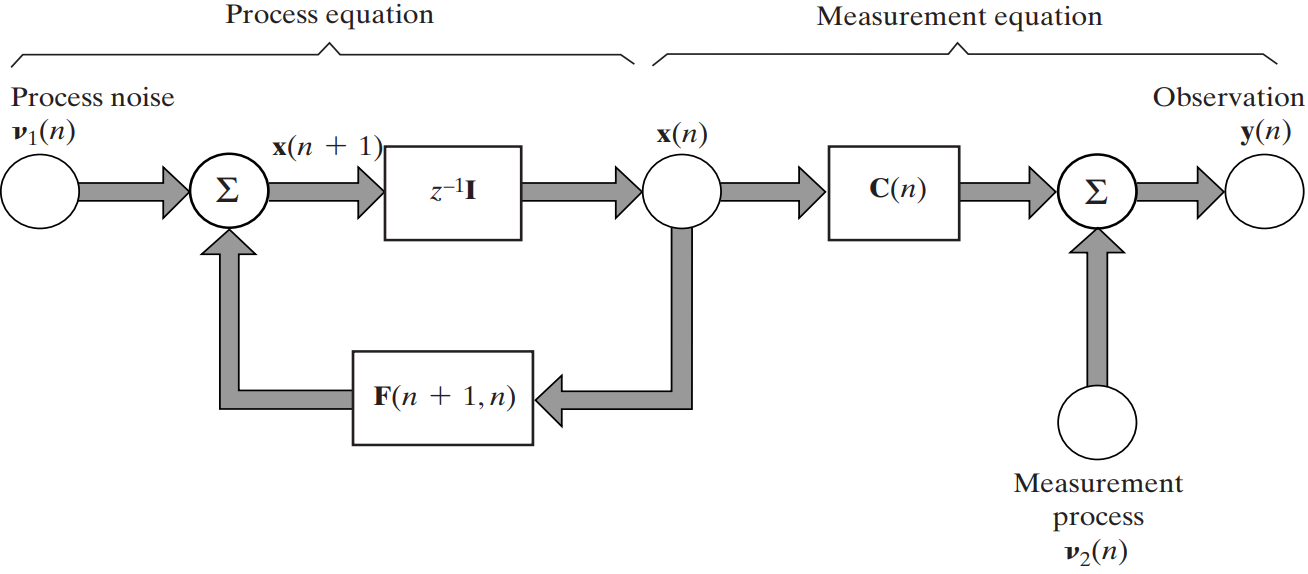 Process equation
Measurement equation
Process noise
𝛎₁(n)
x(n + 1)
x(n)
Observation
y(n)
Σ
z⁻¹I
C(n)
Σ
F(n + 1, n)
Measurement
process
𝛎₂(n)